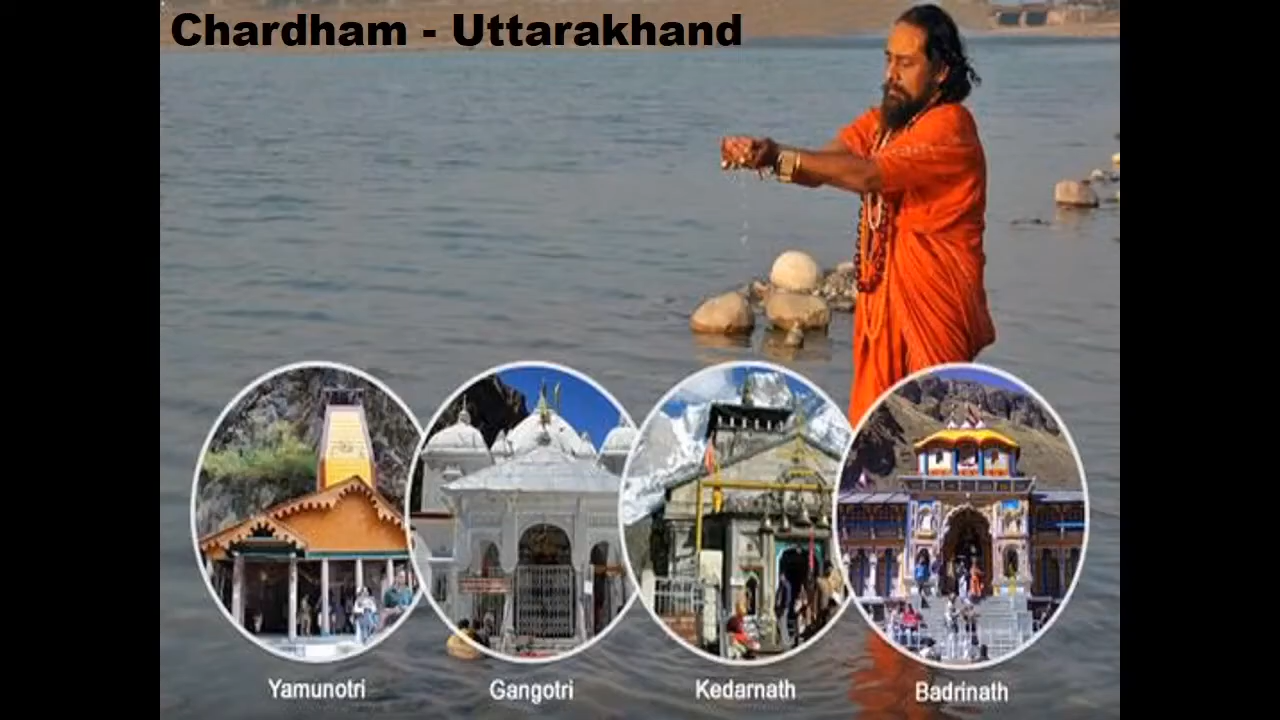 Chardham - Uttarakhand
Yamunotri
Gangotri
Kedarnath
Badrinath